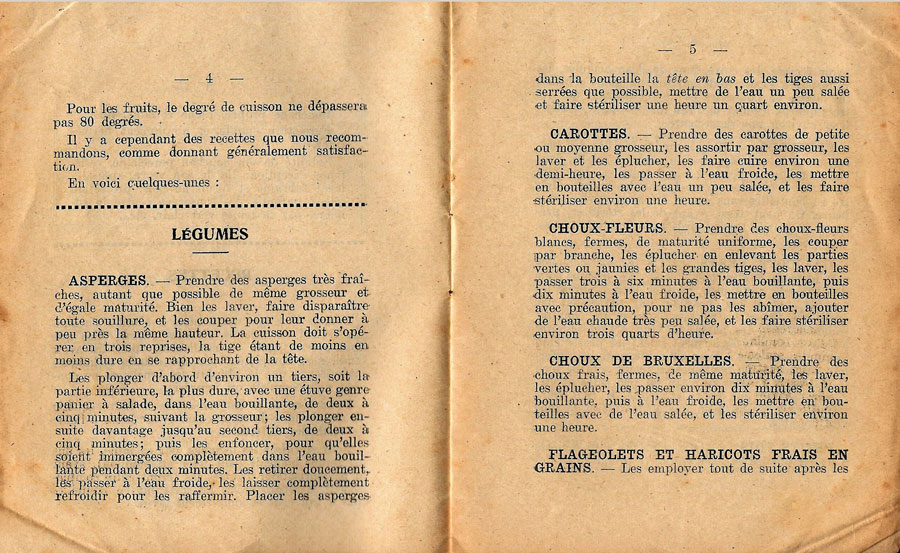 — 4 —
Pour les fruits, le degré de cuisson ne dépassera
pas 80 degrés.
Il y a cependant des recettes que nous recom-
mandons, comme donnant généralement satisfac-
tion.
En voici quelques-unes :
LÉGUMES
ASPERGES. — Prendre des asperges très fraî-
ches, autant que possible de même grosseur et
d'égale maturité. Bien les laver, faire disparaître
toute souillure, et les couper pour leur donner à
peu près la même hauteur. La cuisson doit s'opé-
rer en trois reprises, la tige étant de moins en
moins dure en se rapprochant de la tête.
Les plonger d'abord d'environ un tiers, soit la
partie inférieure, la plus dure, avec une étuve genre
panier à salade, dans l'eau bouillante, de deux à
cinq minutes, suivant la grosseur; les plonger en-
suite davantage jusqu'au second tiers, de deux à
cinq minutes; puis les enfoncer, pour qu'elles
soient immergées complètement dans l'eau bouil-
lante pendant deux minutes. Les retirer doucement,
les passer à l'eau froide, les laisser complètement
refroidir pour les raffermir. Placer les asperges
— 5 —
dans la bouteille la tête en bas et les tiges aussi
serrées que possible, mettre de l'eau un peu salée
et faire stériliser une heure un quart environ.
CAROTTES. — Prendre des carottes de petite
ou moyenne grosseur, les assortir par grosseur, les
laver et les éplucher, les faire cuire environ une
demi-heure, les passer à l'eau froide, les mettre
en bouteilles avec l'eau un peu salée, et les faire
stériliser environ une heure.
CHOUX-FLEURS. — Prendre des choux-fleurs
blancs, fermes, de maturité uniforme, les couper
par branche, les éplucher en enlevant les parties
vertes ou jaunies et les grandes tiges, les laver, les
passer trois à six minutes à l'eau bouillante, puis
dix minutes à l'eau froide, les mettre en bouteilles
avec précaution, pour ne pas les abîmer, ajouter
de l'eau chaude très peu salée, et les faire stériliser
environ trois quarts d'heure.
CHOUX DE BRUXELLES. — Prendre des
choux frais, fermes, de même maturité, les laver,
les éplucher, les passer environ dix minutes à l'eau
bouillante, puis à l'eau froide, les mettre en bou-
teilles avec de l'eau salée, et les stériliser environ
une heure.
FLAGEOLETS ET HARICOTS FRAIS EN
GRAINS. — Les employer tout de suite après les